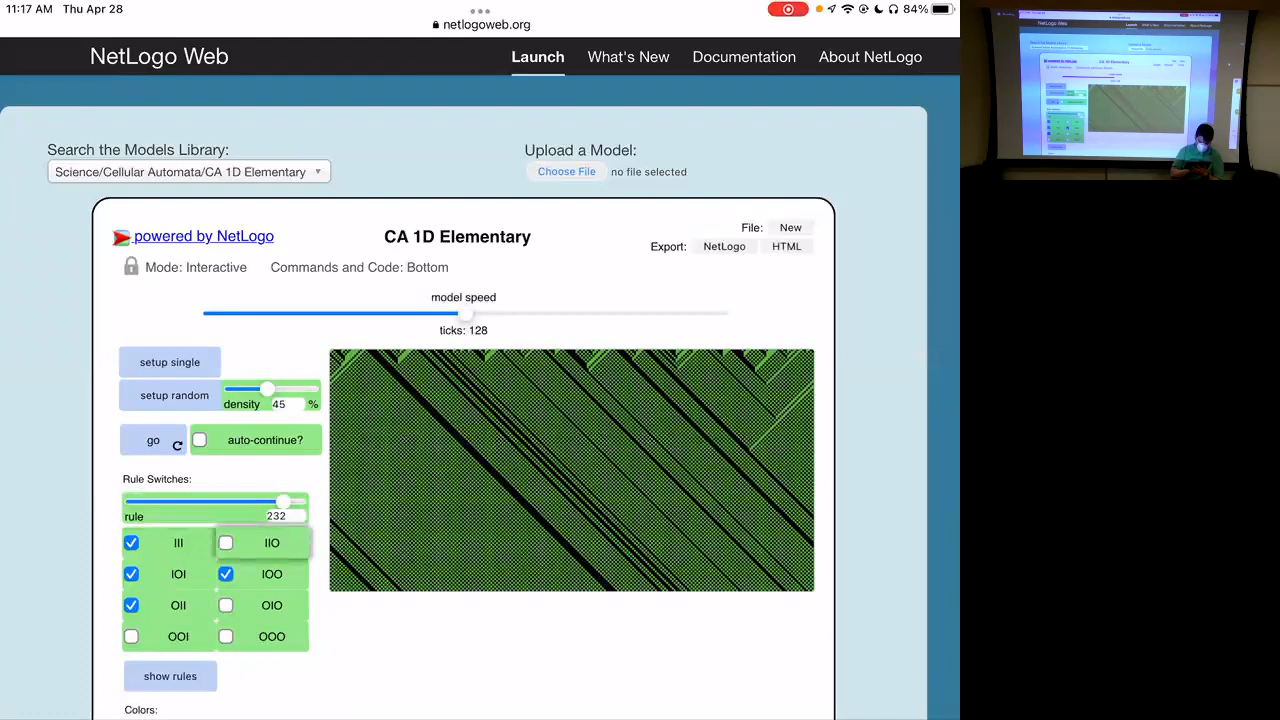 11:17 AM Thu Apr 28
84%
netlogoweb.org
NetLogo Web
Launch What's New Documentation About NetLogo
Search the Models Library:
Science/Cellular Automata/CA 1D Elementary
Upload a Model:
Choose File no file selected
powered by NetLogo
CA 1D Elementary
File: New
Export: NetLogo HTML
Mode: Interactive Commands and Code: Bottom
model speed
ticks: 128
setup single
setup random
density 45 %
go
auto-continue?
Rule Switches:
rule 232
III IIO
IOI IOO
OII OIO
OOI OOO
show rules
Colors: